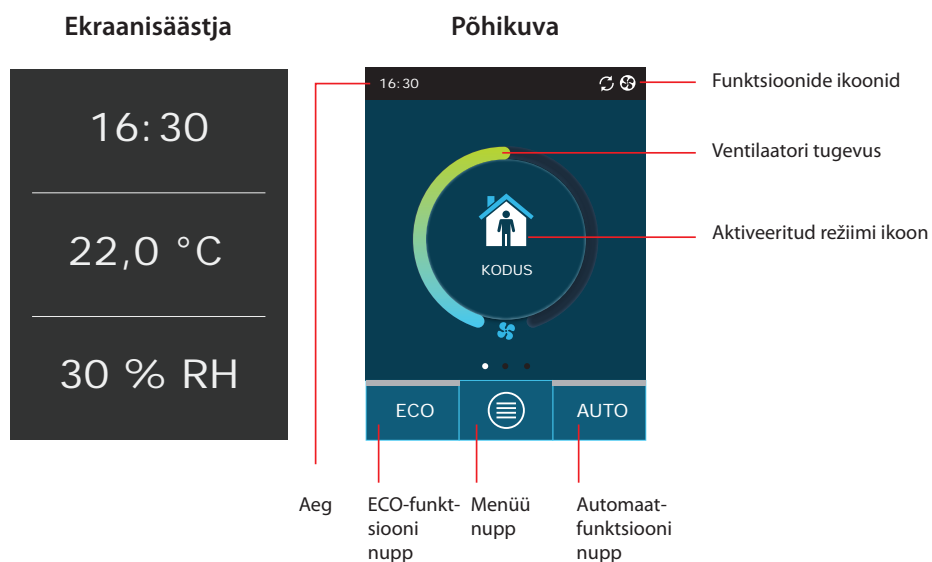 Ekraanisäästja
Põhikuva
16:30
22,0 °C
30 % RH
16:30
KODUS
ECO
AUTO
Funktsioonide ikoonid
Ventilaatori tugevus
Aktiveeritud režiimi ikoon
Aeg
ECO-funkt-
siooni
nupp
Menüü
nupp
Automaat-
funktsiooni
nupp